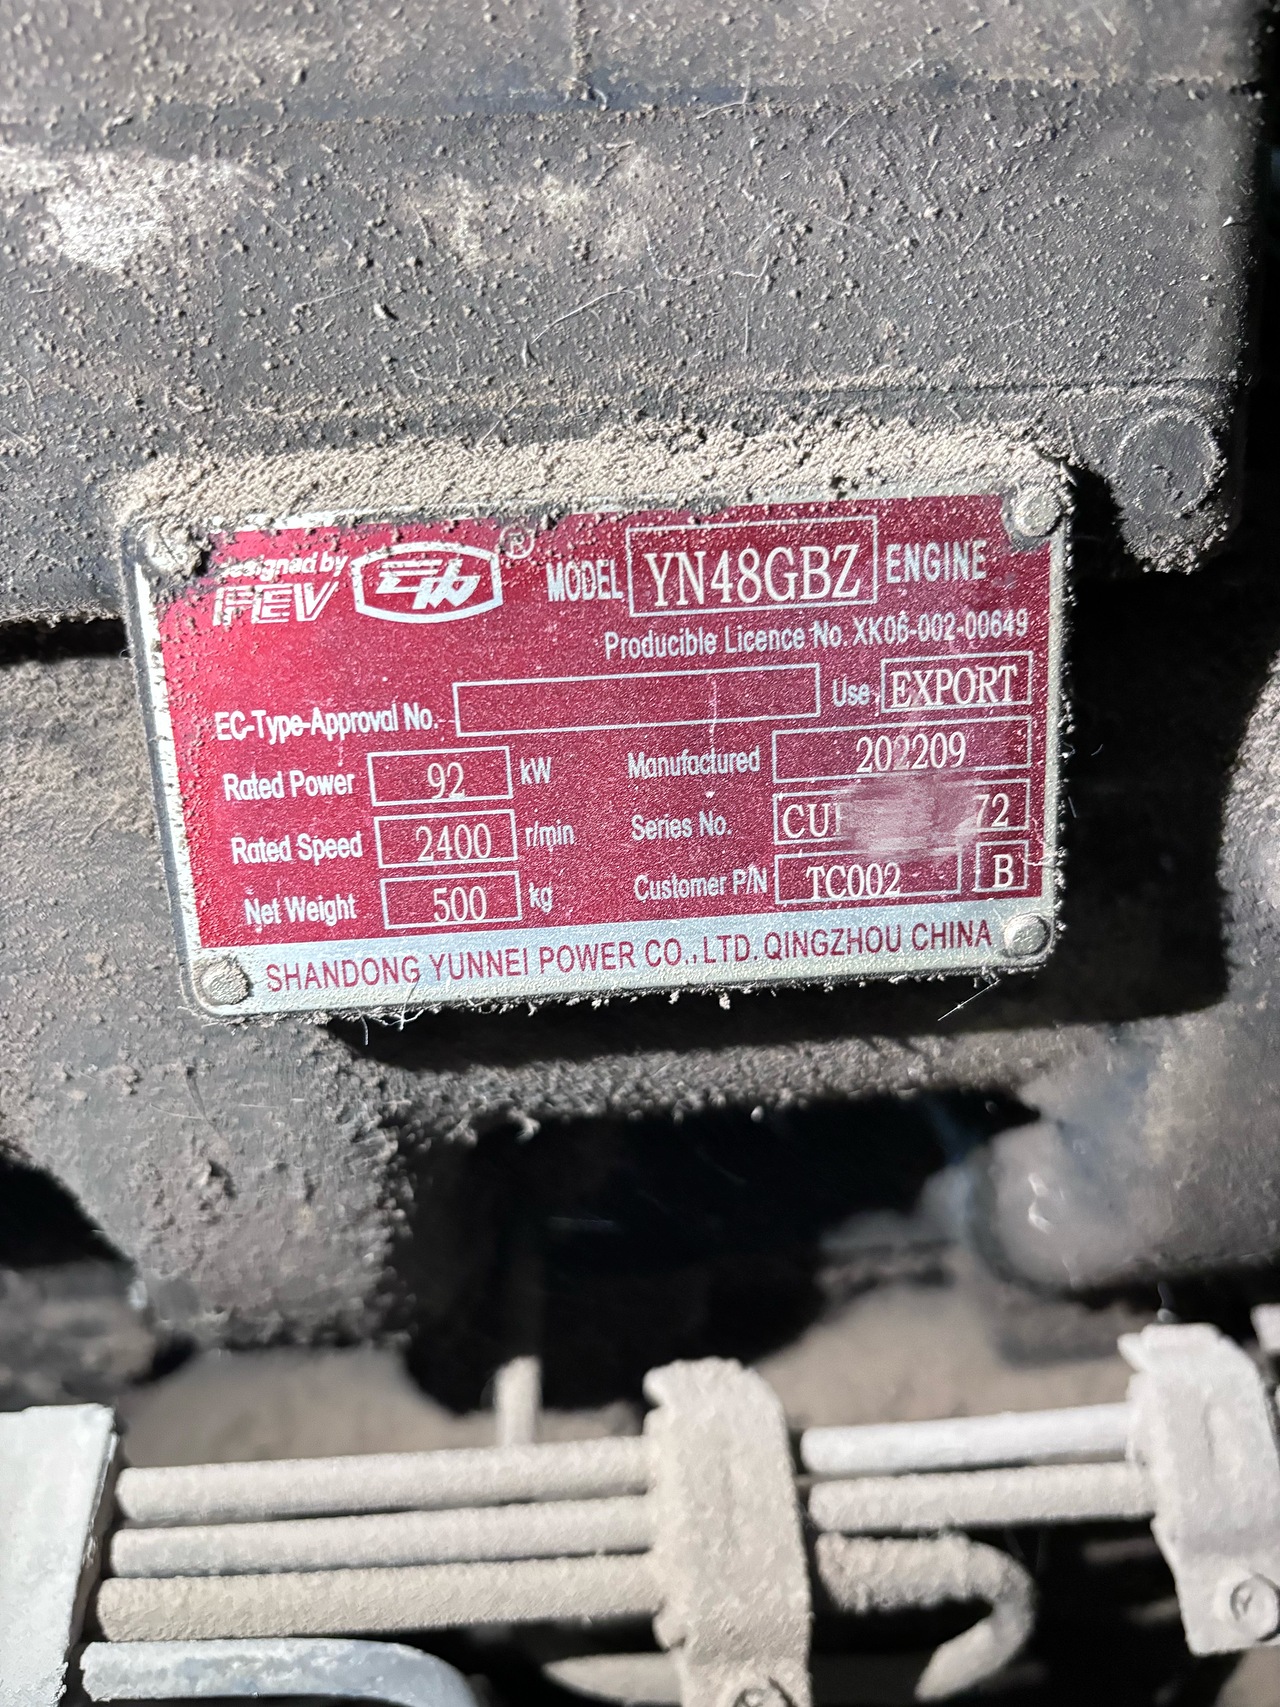 Designed by
FEV
®
MODEL YN48GBZ ENGINE
Producible Licence No. XK06-002-00649
EC-Type-Approval No.
Use EXPORT
Rated Power 92 kW
Manufactured 202209
Rated Speed 2400 r/min
Series No. 72
Net Weight 500 kg
Customer P/N TC002 B
SHANDONG YUNNEI POWER CO., LTD. QINGZHOU CHINA